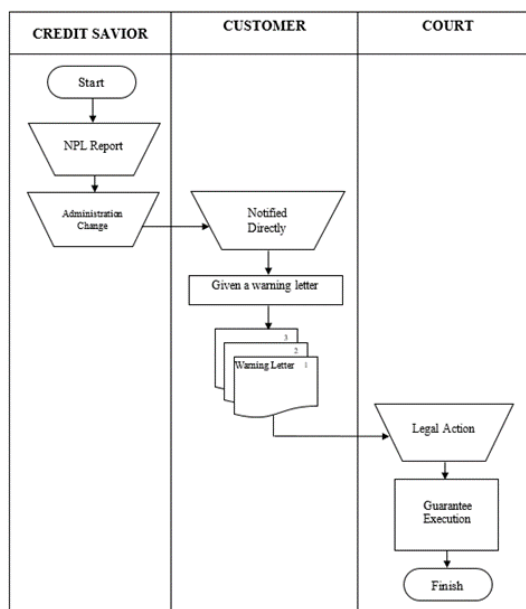 CREDIT SAVIOR
CUSTOMER
COURT
Start
NPL Report
Administration
Change
Notified
Directly
Given a warning letter
3
2
Warning Letter 1
Legal Action
Guarantee
Execution
Finish